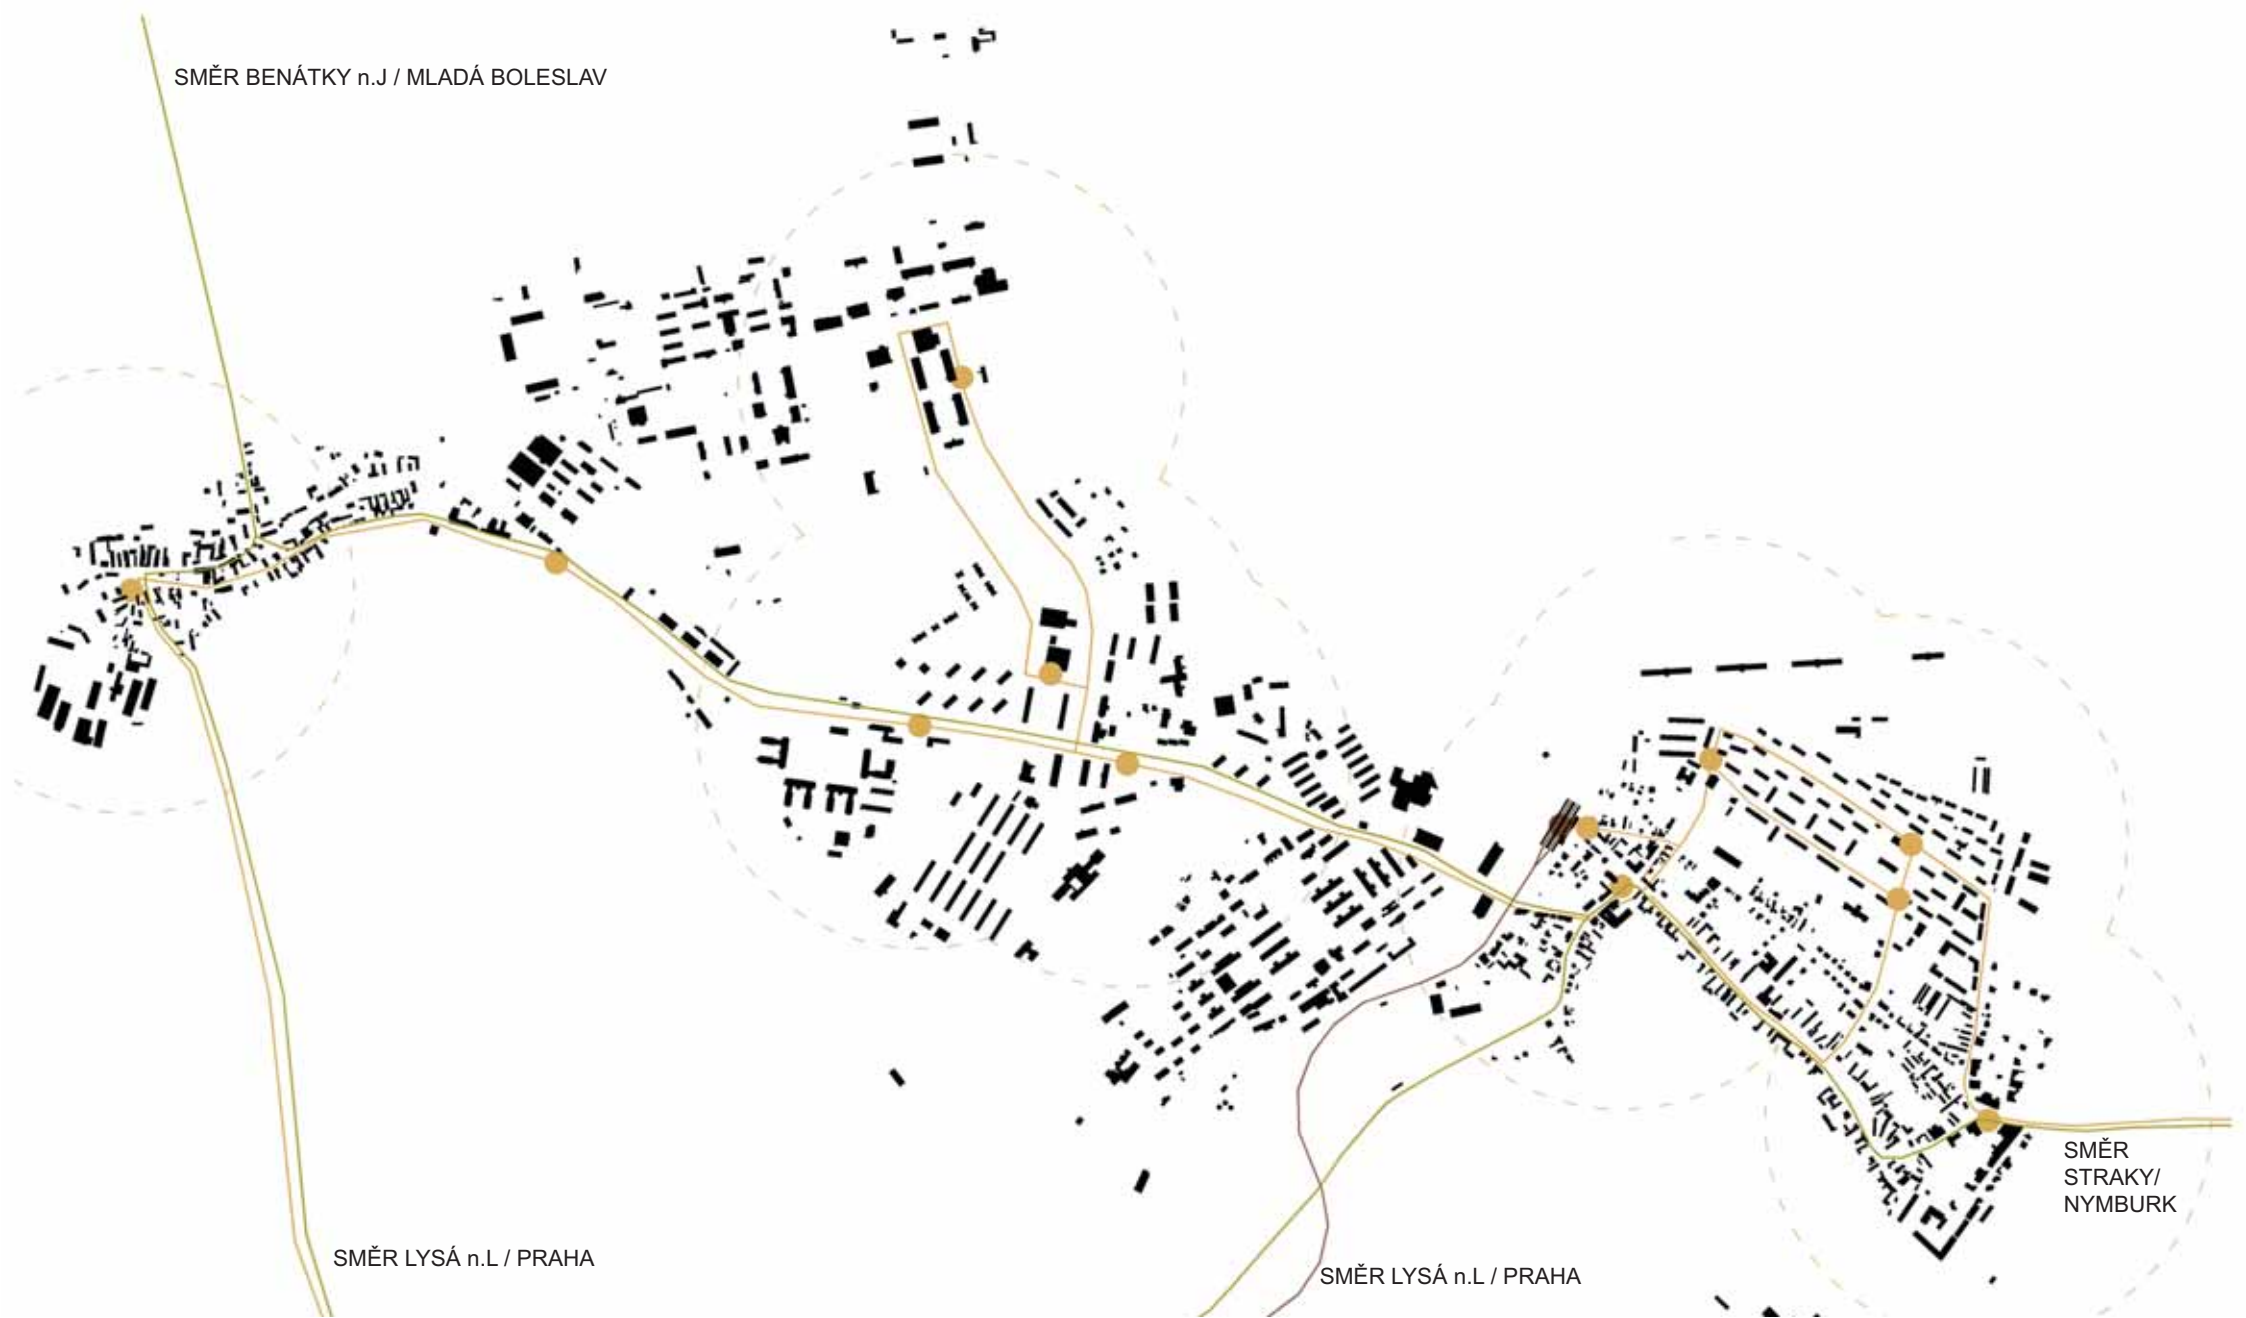 SMĚR BENÁTKY n.J / MLADÁ BOLESLAV
SMĚR
STRAKY/
NYMBURK
SMĚR LYSÁ n.L / PRAHA
SMĚR LYSÁ n.L / PRAHA